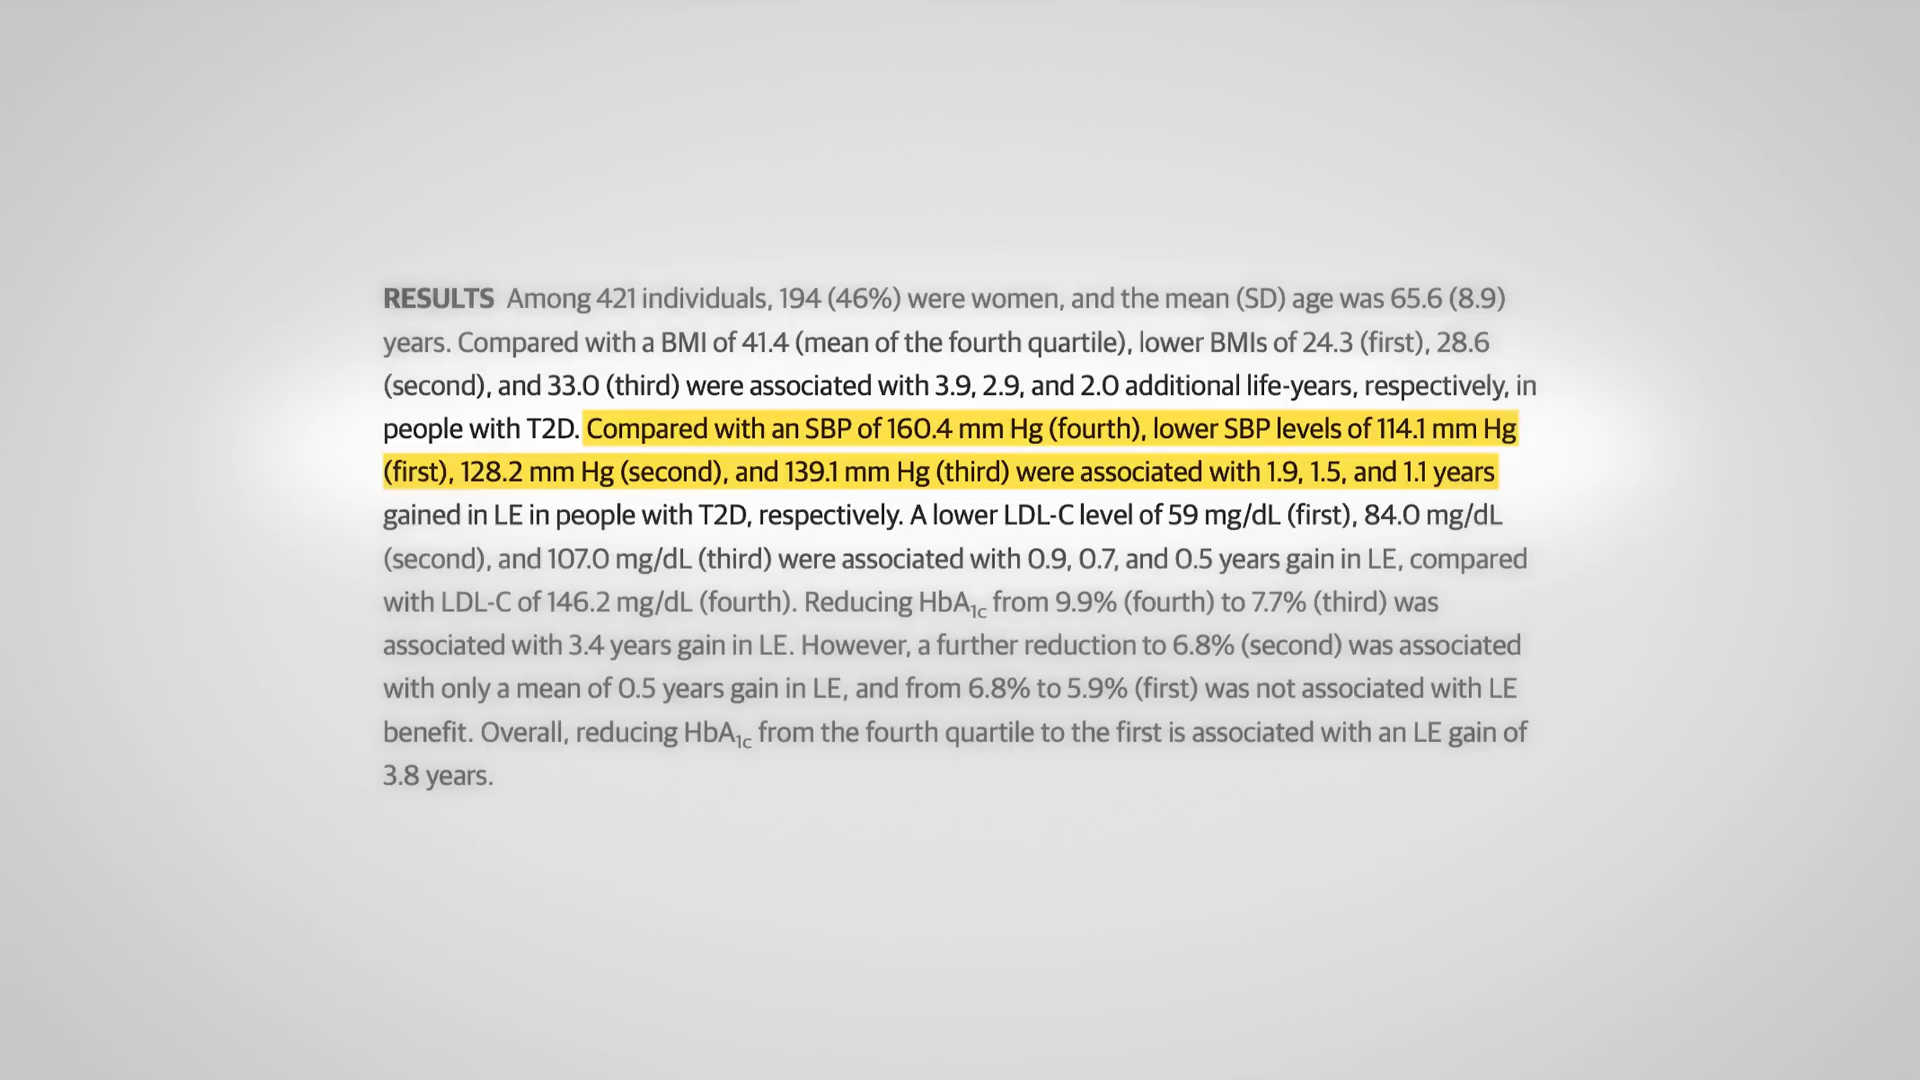 RESULTS Among 421 individuals, 194 (46%) were women, and the mean (SD) age was 65.6 (8.9)
years. Compared with a BMI of 41.4 (mean of the fourth quartile), lower BMIs of 24.3 (first), 28.6
(second), and 33.0 (third) were associated with 3.9, 2.9, and 2.0 additional life-years, respectively, in
people with T2D. Compared with an SBP of 160.4 mm Hg (fourth), lower SBP levels of 114.1 mm Hg
(first), 128.2 mm Hg (second), and 139.1 mm Hg (third) were associated with 1.9, 1.5, and 1.1 years
gained in LE in people with T2D, respectively. A lower LDL-C level of 59 mg/dL (first), 84.0 mg/dL
(second), and 107.0 mg/dL (third) were associated with 0.9, 0.7, and 0.5 years gain in LE, compared
with LDL-C of 146.2 mg/dL (fourth). Reducing HbA1c from 9.9% (fourth) to 7.7% (third) was
associated with 3.4 years gain in LE. However, a further reduction to 6.8% (second) was associated
with only a mean of 0.5 years gain in LE, and from 6.8% to 5.9% (first) was not associated with LE
benefit. Overall, reducing HbA1c from the fourth quartile to the first is associated with an LE gain of
3.8 years.